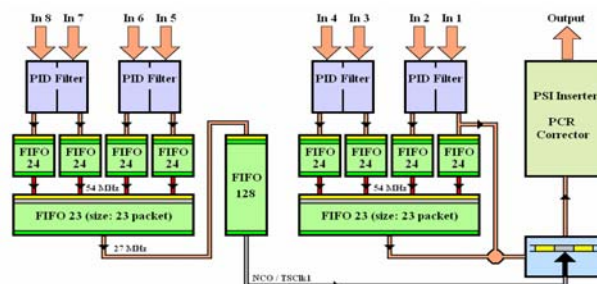 In 8 In 7 In 6 In 5 In 4 In 3 In 2 In 1 Output
PID Filter PID Filter PID Filter PID Filter
PSI Inserter
PCR
Corrector
FIFO 24 FIFO 24 FIFO 24 FIFO 24 FIFO 128 FIFO 24 FIFO 24 FIFO 24 FIFO 24
54 MHz 54 MHz
FIFO 23 (size: 23 packet) FIFO 23 (size: 23 packet)
27 MHz
NCO / TSClk1